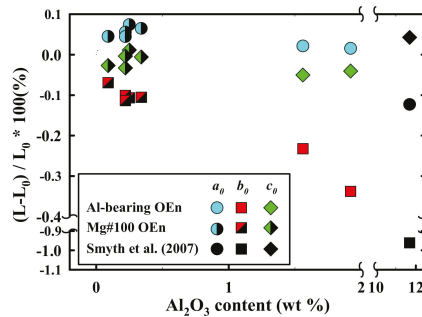 (L-L0) / L0 * 100(%)
0.1
0.0
-0.1
-0.2
-0.3
-0.4
-0.9
-1.0
-1.1
a0 b0 c0
Al-bearing OEn
Mg#100 OEn
Smyth et al. (2007)
0 1 2 10 12
Al2O3 content (wt %)